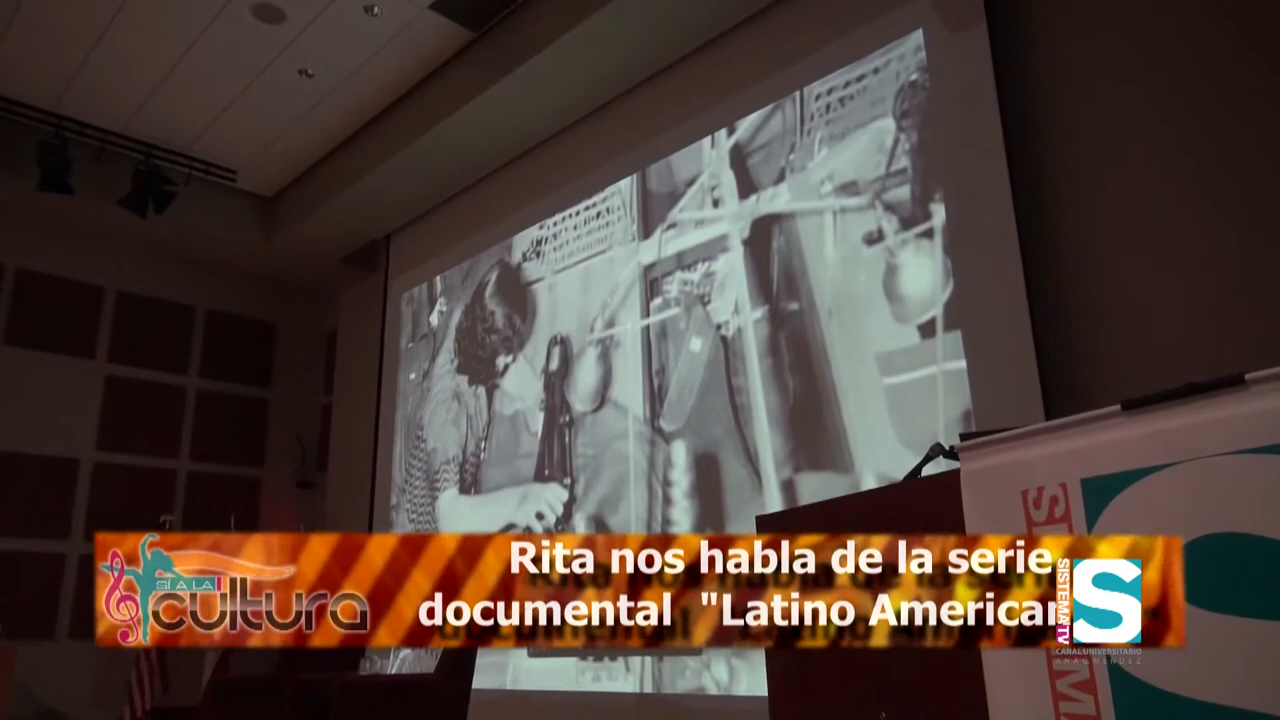 Rita nos habla de la serie
documental "Latino American
SÍ A LA
cultura
SISTEMA TV
S
CANAL UNIVERSITARIO
ANA G. MÉNDEZ